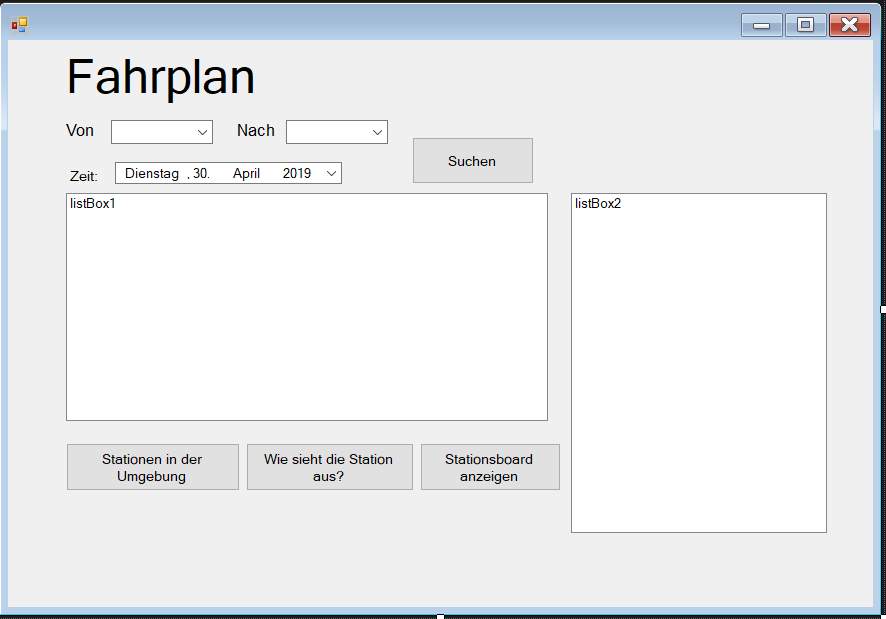 Fahrplan
Von
Nach
Suchen
Zeit:
Dienstag , 30. April 2019
listBox1
listBox2
Stationen in der
Umgebung
Wie sieht die Station
aus?
Stationsboard
anzeigen